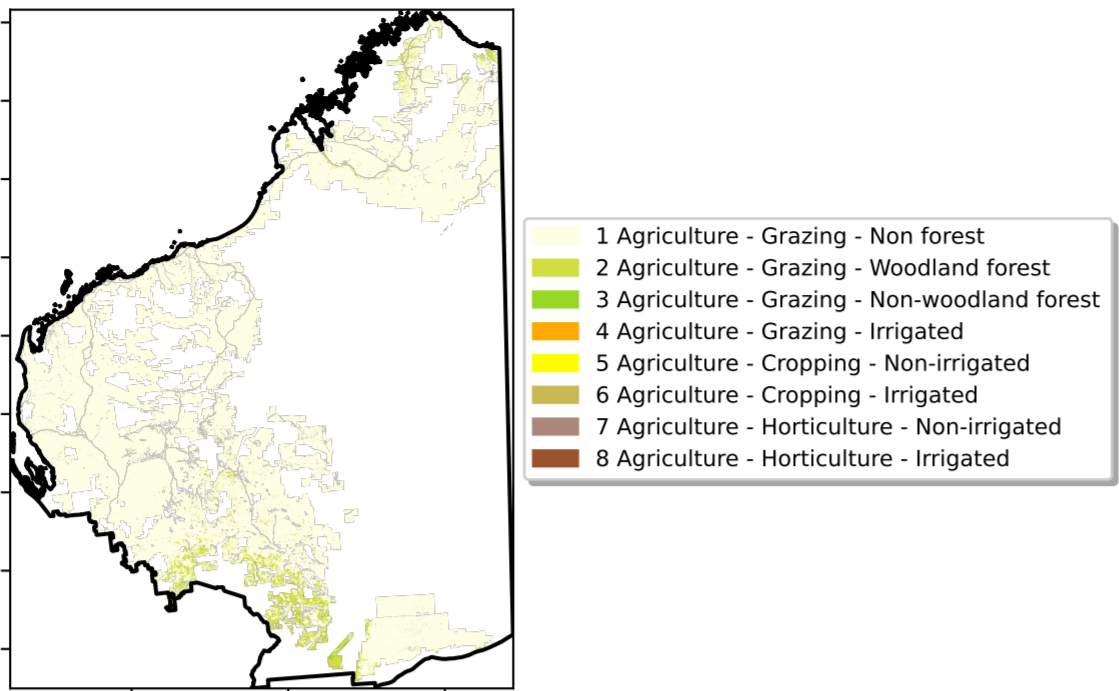 1 Agriculture - Grazing - Non forest
2 Agriculture - Grazing - Woodland forest
3 Agriculture - Grazing - Non-woodland forest
4 Agriculture - Grazing - Irrigated
5 Agriculture - Cropping - Non-irrigated
6 Agriculture - Cropping - Irrigated
7 Agriculture - Horticulture - Non-irrigated
8 Agriculture - Horticulture - Irrigated